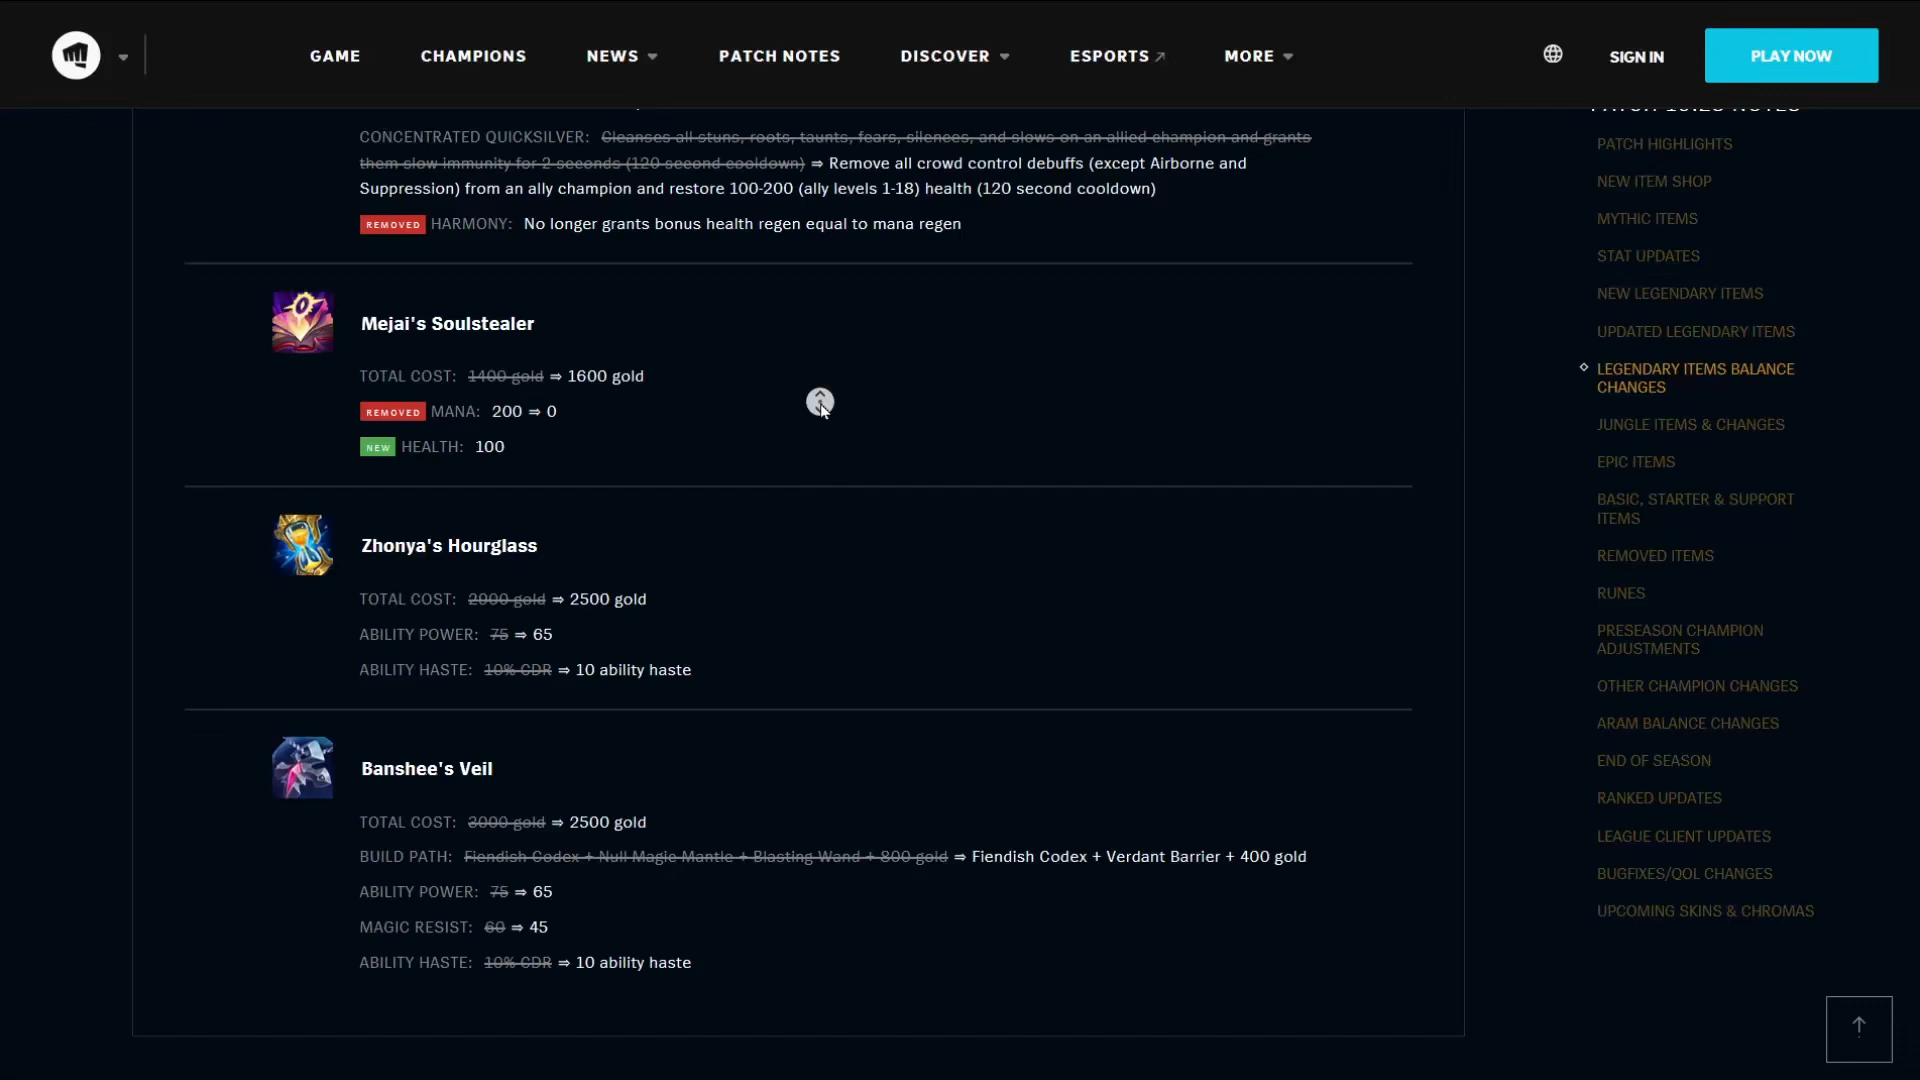 GAME CHAMPIONS NEWS PATCH NOTES DISCOVER ESPORTS MORE SIGN IN PLAY NOW
CONCENTRATED QUICKSILVER: Cleanses all stuns, roots, taunts, fears, silences, and slows on an allied champion and grants
them slow immunity for 2 seconds (120 second cooldown) ⇒ Remove all crowd control debuffs (except Airborne and
Suppression) from an ally champion and restore 100-200 (ally levels 1-18) health (120 second cooldown)
REMOVED HARMONY: No longer grants bonus health regen equal to mana regen
Mejai's Soulstealer
TOTAL COST: 1400 gold ⇒ 1600 gold
REMOVED MANA: 200 ⇒ 0
NEW HEALTH: 100
Zhonya's Hourglass
TOTAL COST: 2900 gold ⇒ 2500 gold
ABILITY POWER: 75 ⇒ 65
ABILITY HASTE: 10% CDR ⇒ 10 ability haste
Banshee's Veil
TOTAL COST: 3000 gold ⇒ 2500 gold
BUILD PATH: Fiendish Codex + Null Magic Mantle + Blasting Wand + 800 gold ⇒ Fiendish Codex + Verdant Barrier + 400 gold
ABILITY POWER: 75 ⇒ 65
MAGIC RESIST: 60 ⇒ 45
ABILITY HASTE: 10% CDR ⇒ 10 ability haste
PATCH 10.23 NOTES
PATCH HIGHLIGHTS
NEW ITEM SHOP
MYTHIC ITEMS
STAT UPDATES
NEW LEGENDARY ITEMS
UPDATED LEGENDARY ITEMS
LEGENDARY ITEMS BALANCE
CHANGES
JUNGLE ITEMS & CHANGES
EPIC ITEMS
BASIC, STARTER & SUPPORT
ITEMS
REMOVED ITEMS
RUNES
PRESEASON CHAMPION
ADJUSTMENTS
OTHER CHAMPION CHANGES
ARAM BALANCE CHANGES
END OF SEASON
RANKED UPDATES
LEAGUE CLIENT UPDATES
BUGFIXES/QOL CHANGES
UPCOMING SKINS & CHROMAS